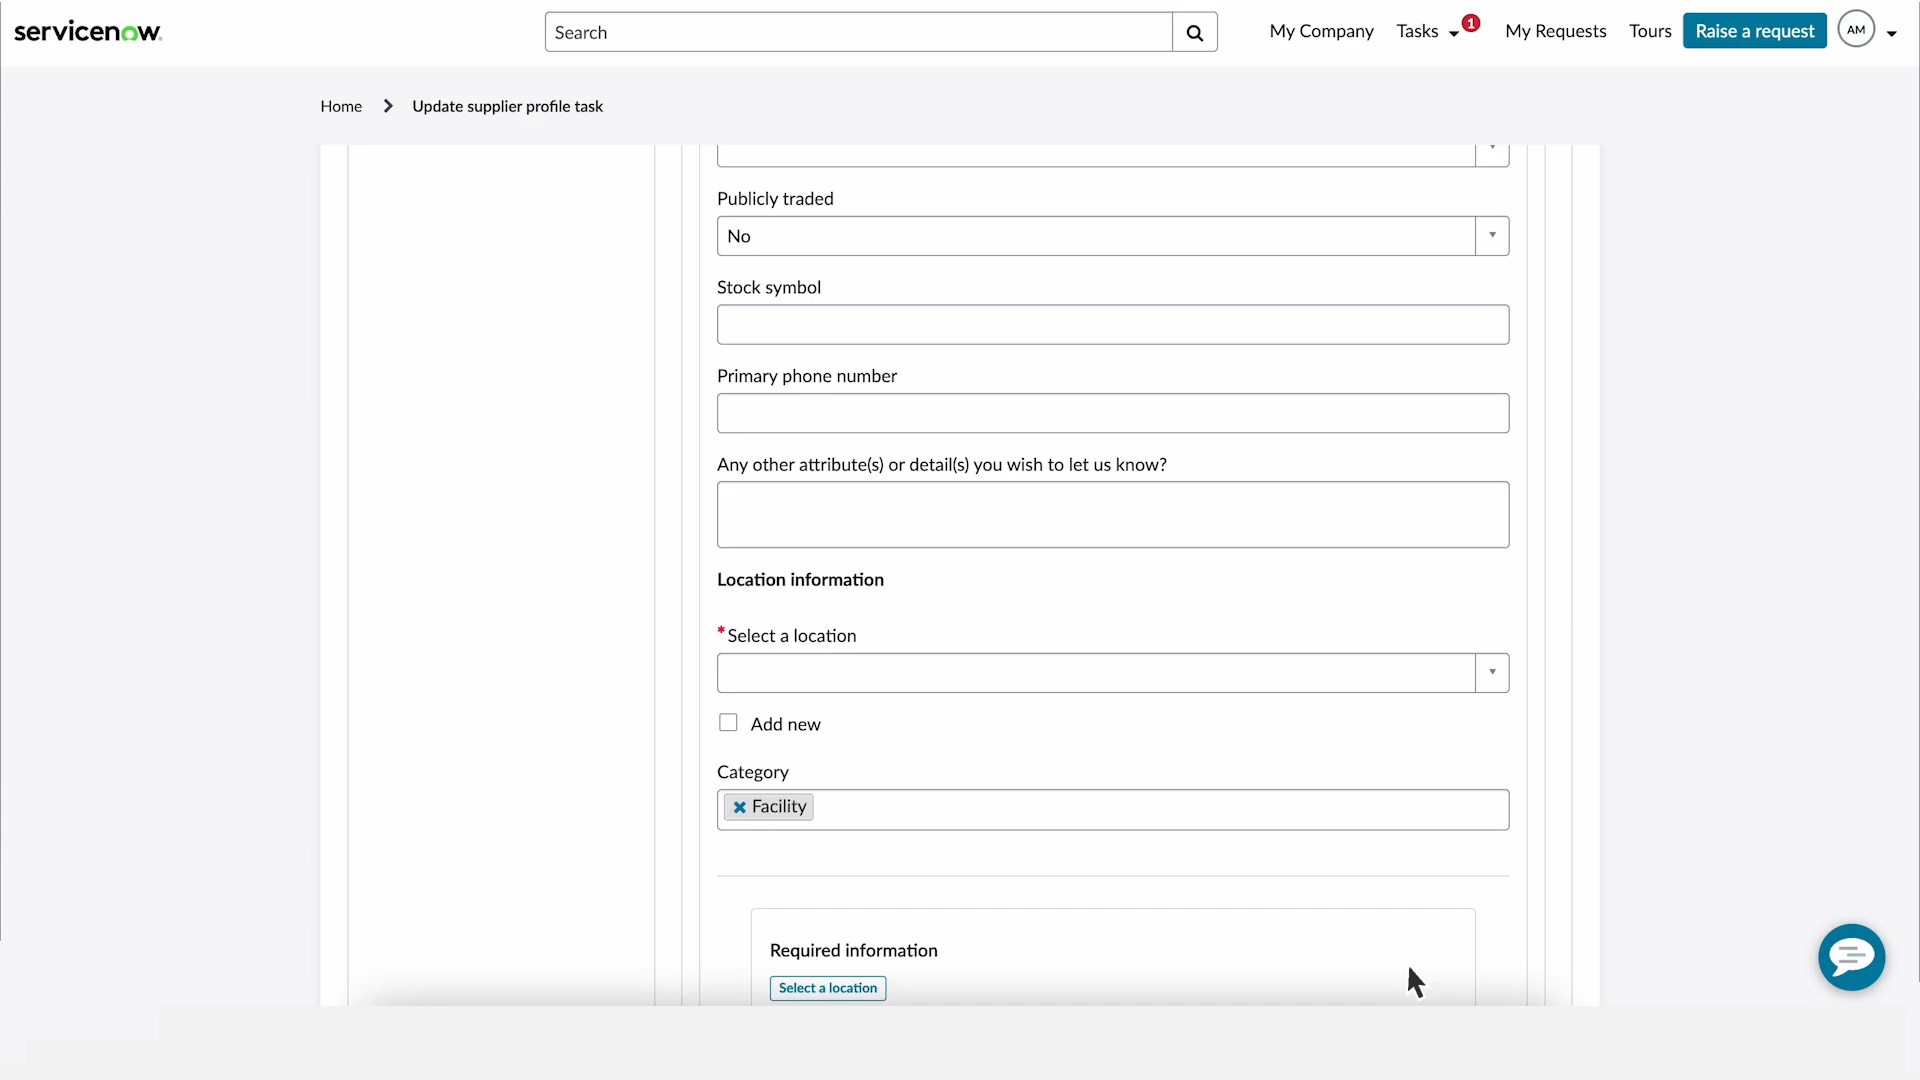 servicenow
Search
My Company
Tasks
1
My Requests
Tours
Raise a request
AM
Home
Update supplier profile task
Publicly traded
No
Stock symbol
Primary phone number
Any other attribute(s) or detail(s) you wish to let us know?
Location information
* Select a location
Add new
Category
Facility
Required information
Select a location